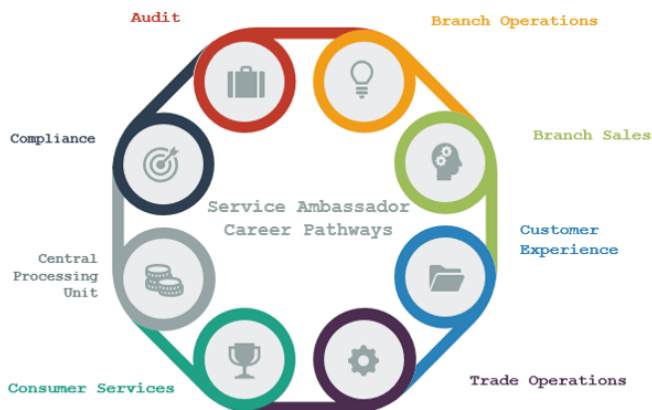 Audit
Branch Operations
Compliance
Branch Sales
Service Ambassador
Career Pathways
Customer
Experience
Central
Processing
Unit
Trade Operations
Consumer Services